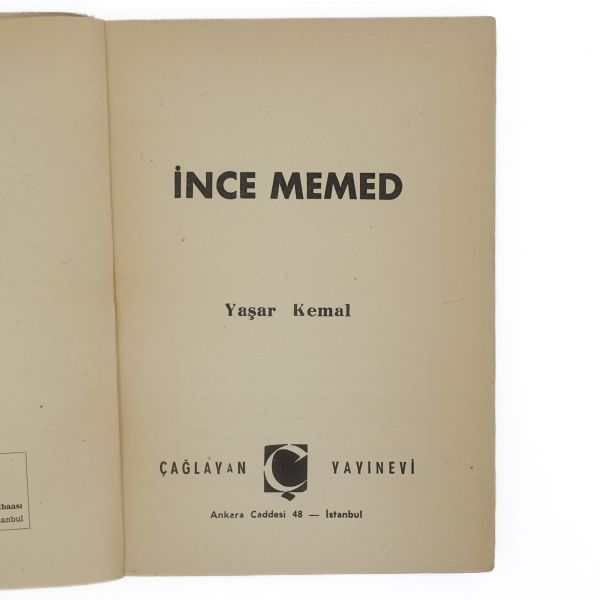 İNCE MEMED
Yaşar Kemal
ÇAĞLAYAN Ç YAYINEVİ
Ankara Caddesi 48 — İstanbul